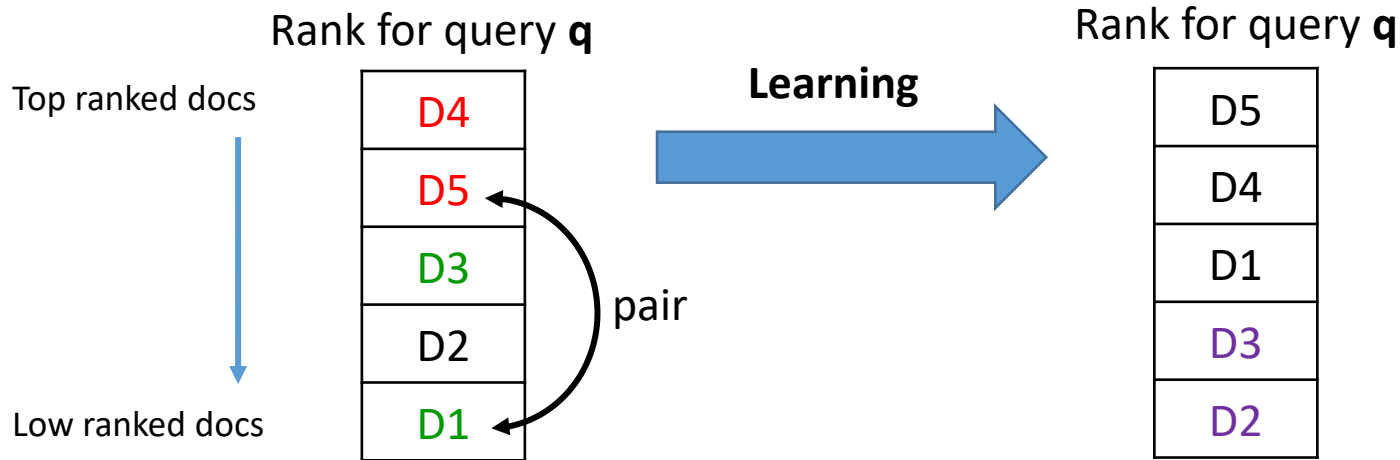 Rank for query q
Top ranked docs
D4
D5
D3
D2
D1
Low ranked docs
pair
Learning
Rank for query q
D5
D4
D1
D3
D2